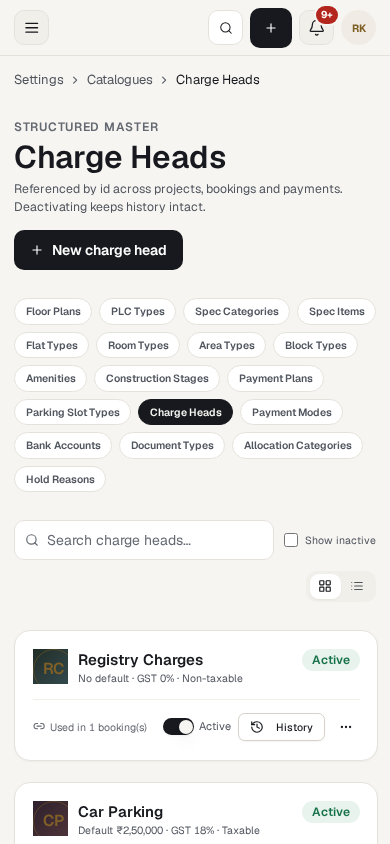 9+
RK
Settings > Catalogues > Charge Heads
STRUCTURED MASTER
Charge Heads
Referenced by id across projects, bookings and payments.
Deactivating keeps history intact.
+ New charge head
Floor Plans PLC Types Spec Categories Spec Items
Flat Types Room Types Area Types Block Types
Amenities Construction Stages Payment Plans
Parking Slot Types Charge Heads Payment Modes
Bank Accounts Document Types Allocation Categories
Hold Reasons
Search charge heads... Show inactive
RC Registry Charges Active
No default · GST 0% · Non-taxable
Used in 1 booking(s) Active History
CP Car Parking Active
Default ₹2,50,000 · GST 18% · Taxable